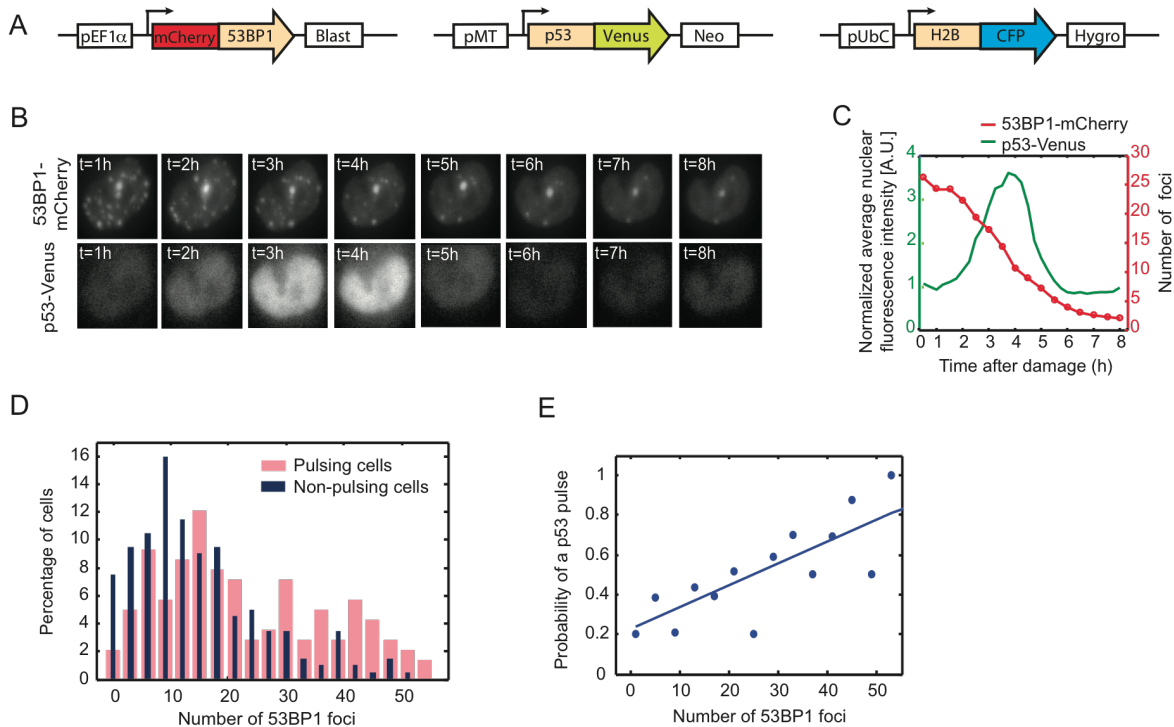 A
pEF1α mCherry 53BP1 Blast
pMT p53 Venus Neo
pUbC H2B CFP Hygro
B
53BP1-
mCherry
t=1h t=2h t=3h t=4h t=5h t=6h t=7h t=8h
p53-Venus
t=1h t=2h t=3h t=4h t=5h t=6h t=7h t=8h
C
53BP1-mCherry
p53-Venus
Normalized average nuclear
fluorescence intensity [A.U.]
4
3
2
1
0
30
25
20
15
10
5
0
Number of foci
0 1 2 3 4 5 6 7 8
Time after damage (h)
D
Pulsing cells
Non-pulsing cells
Percentage of cells
16
14
12
10
8
6
4
2
0
0 10 20 30 40 50
Number of 53BP1 foci
E
Probability of a p53 pulse
1
0.8
0.6
0.4
0.2
0
0 10 20 30 40 50
Number of 53BP1 foci